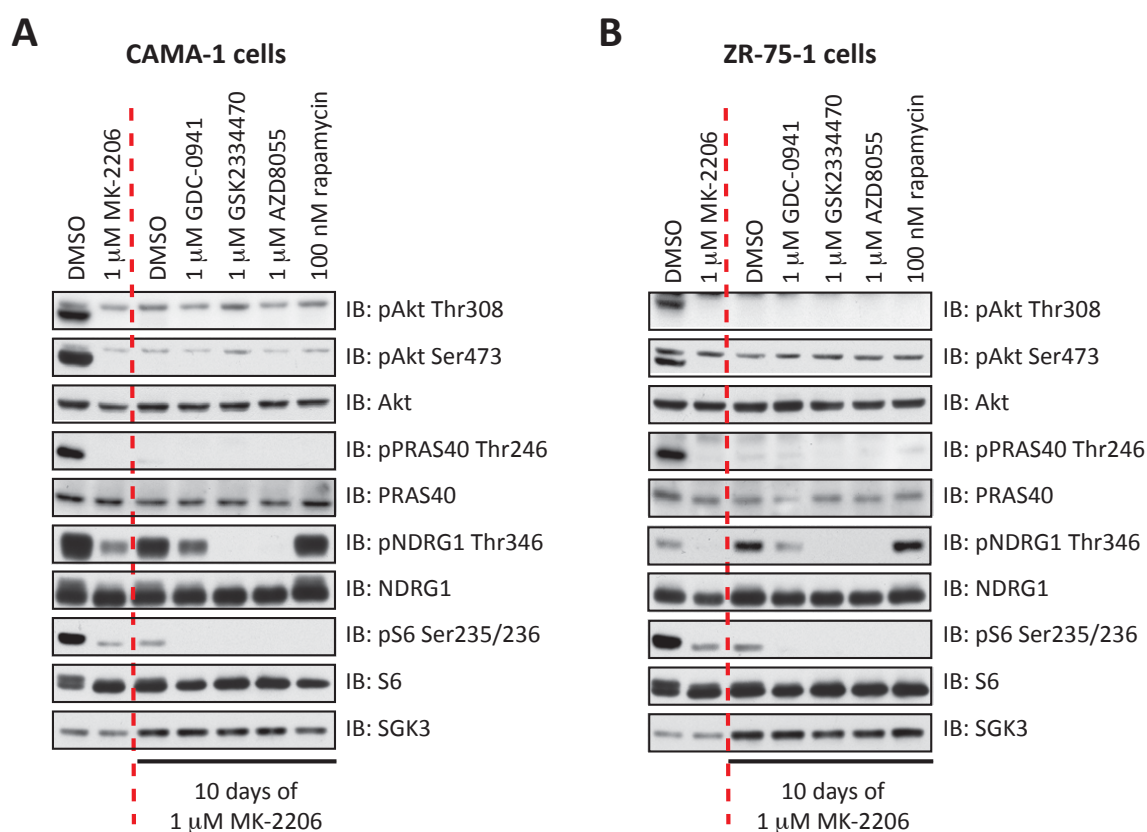 A
CAMA-1 cells
DMSO
1 μM MK-2206
DMSO
1 μM GDC-0941
1 μM GSK2334470
1 μM AZD8055
100 nM rapamycin
IB: pAkt Thr308
IB: pAkt Ser473
IB: Akt
IB: pPRAS40 Thr246
IB: PRAS40
IB: pNDRG1 Thr346
IB: NDRG1
IB: pS6 Ser235/236
IB: S6
IB: SGK3
10 days of
1 μM MK-2206
B
ZR-75-1 cells
DMSO
1 μM MK-2206
DMSO
1 μM GDC-0941
1 μM GSK2334470
1 μM AZD8055
100 nM rapamycin
IB: pAkt Thr308
IB: pAkt Ser473
IB: Akt
IB: pPRAS40 Thr246
IB: PRAS40
IB: pNDRG1 Thr346
IB: NDRG1
IB: pS6 Ser235/236
IB: S6
IB: SGK3
10 days of
1 μM MK-2206